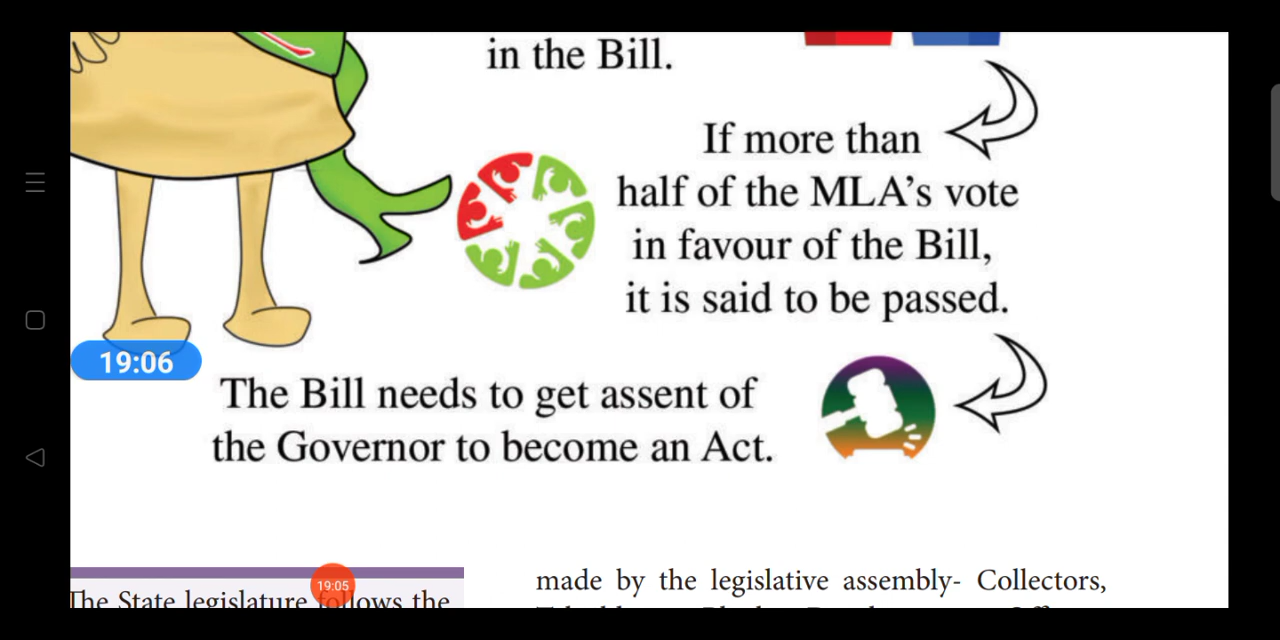 in the Bill.
If more than
half of the MLA's vote
in favour of the Bill,
it is said to be passed.
19:06
The Bill needs to get assent of
the Governor to become an Act.
19:05
The State legislature follows the
made by the legislative assembly- Collectors,